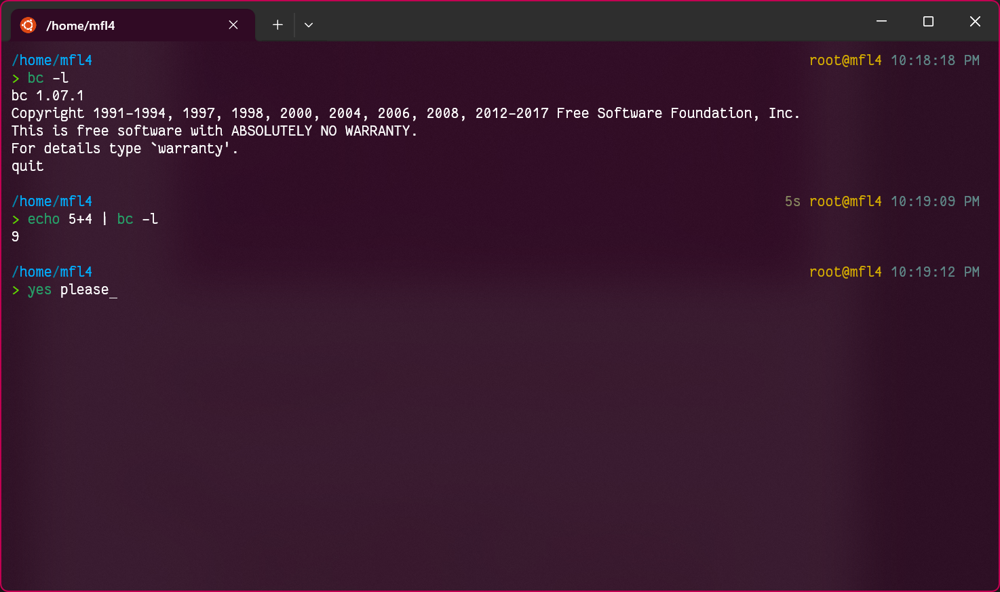 /home/mfl4
/home/mfl4 root@mfl4 10:18:18 PM
> bc -l
bc 1.07.1
Copyright 1991-1994, 1997, 1998, 2000, 2004, 2006, 2008, 2012-2017 Free Software Foundation, Inc.
This is free software with ABSOLUTELY NO WARRANTY.
For details type `warranty'.
quit
/home/mfl4 5s root@mfl4 10:19:09 PM
> echo 5+4 | bc -l
9
/home/mfl4 root@mfl4 10:19:12 PM
> yes please_